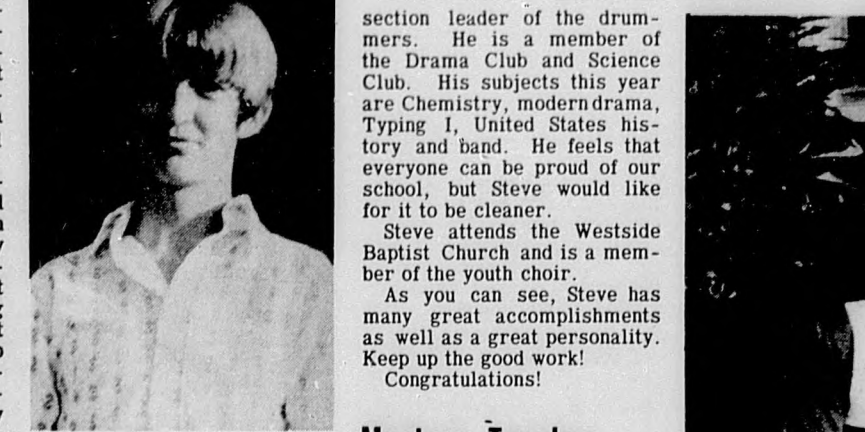 section leader of the drum-
mers. He is a member of
the Drama Club and Science
Club. His subjects this year
are Chemistry, modern drama,
Typing I, United States his-
tory and band. He feels that
everyone can be proud of our
school, but Steve would like
for it to be cleaner.
Steve attends the Westside
Baptist Church and is a mem-
ber of the youth choir.
As you can see, Steve has
many great accomplishments
as well as a great personality.
Keep up the good work!
Congratulations!